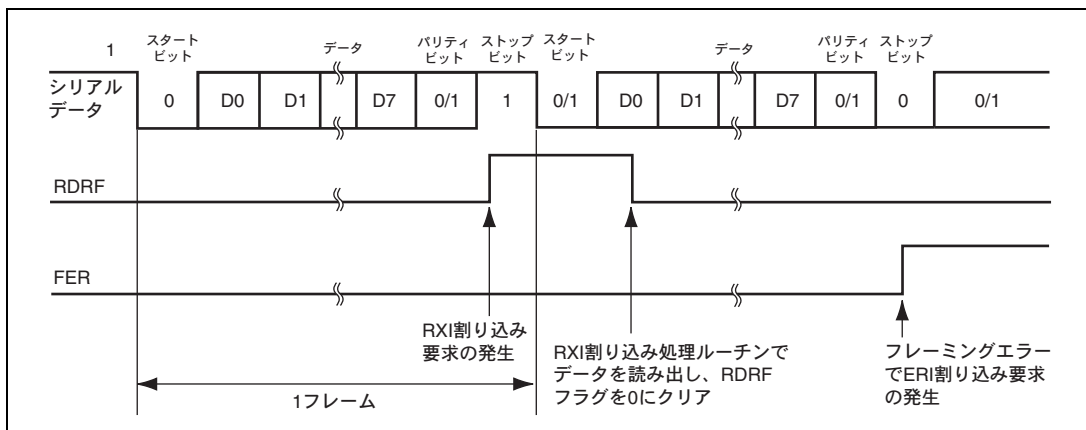 1
スタート
ビット
データ
パリティ
ビット
ストップ
ビット
スタート
ビット
データ
パリティ
ビット
ストップ
ビット
シリアル
データ
0
D0
D1
D7
0/1
1
0/1
D0
D1
D7
0/1
0
0/1
RDRF
FER
RXI割り込み
要求の発生
RXI割り込み処理ルーチンで
データを読み出し、RDRF
フラグを0にクリア
フレーミングエラー
でERI割り込み要求
の発生
1フレーム